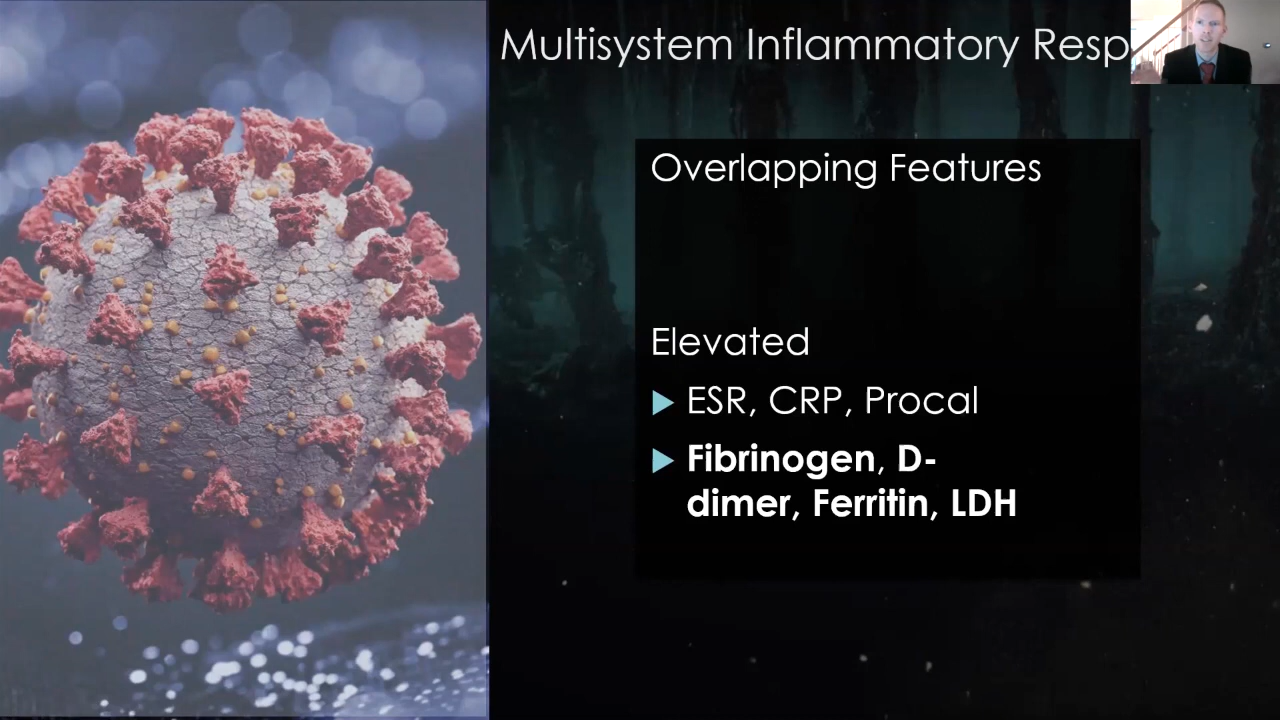 Multisystem Inflammatory Resp
Overlapping Features
Elevated
ESR, CRP, Procal
Fibrinogen, D-
dimer, Ferritin, LDH